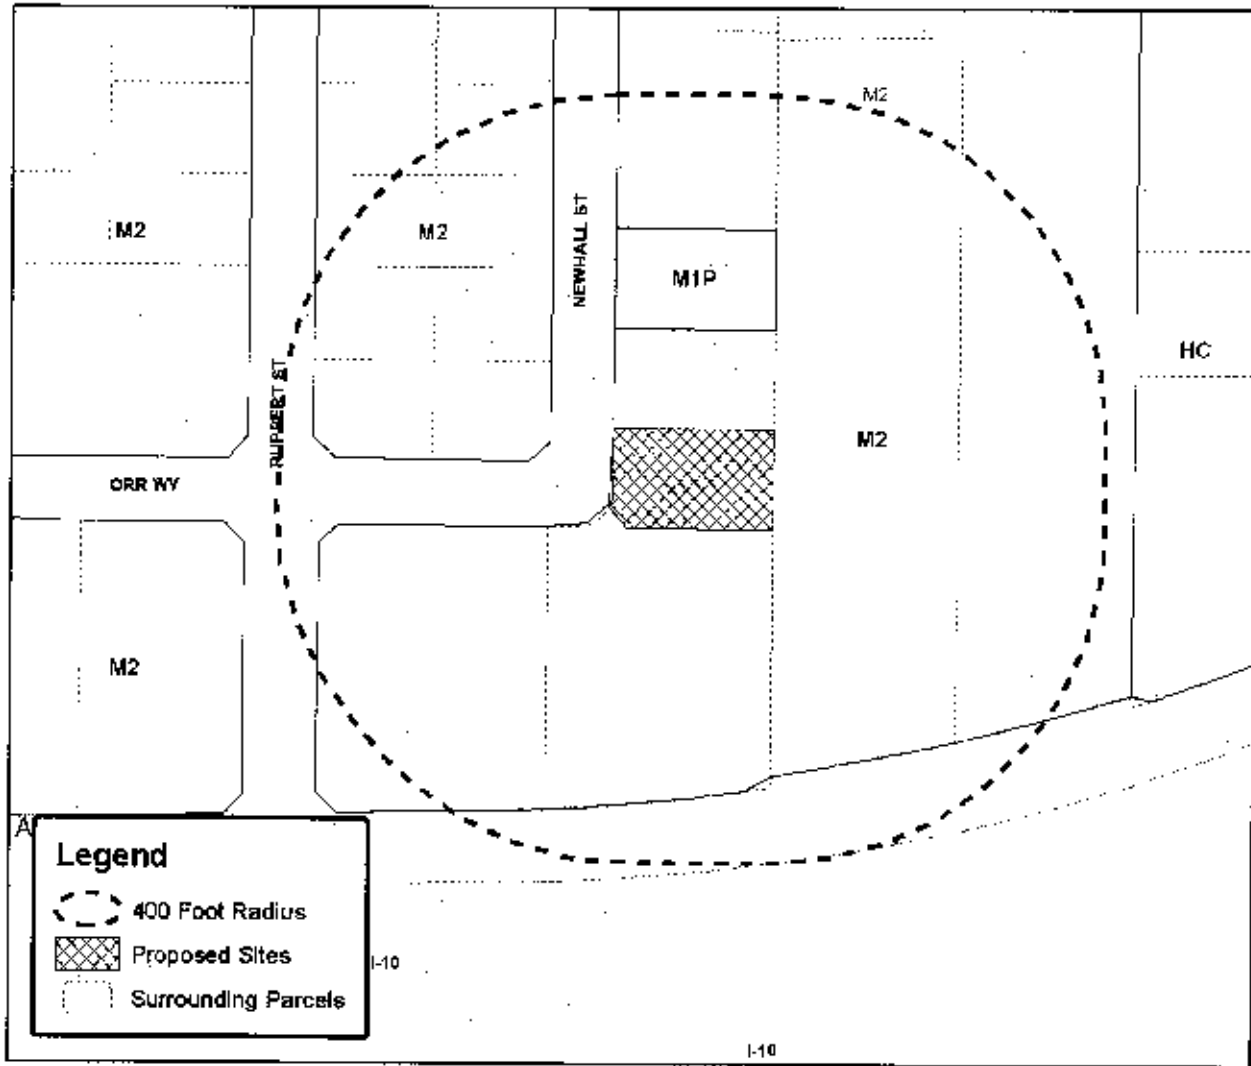 M2
M2
M2
NEWHALL ST
M1P
HC
RUPPERT ST
M2
ORR WY
M2
A
Legend
400 Foot Radius
Proposed Sites
Surrounding Parcels
I-10
I-10